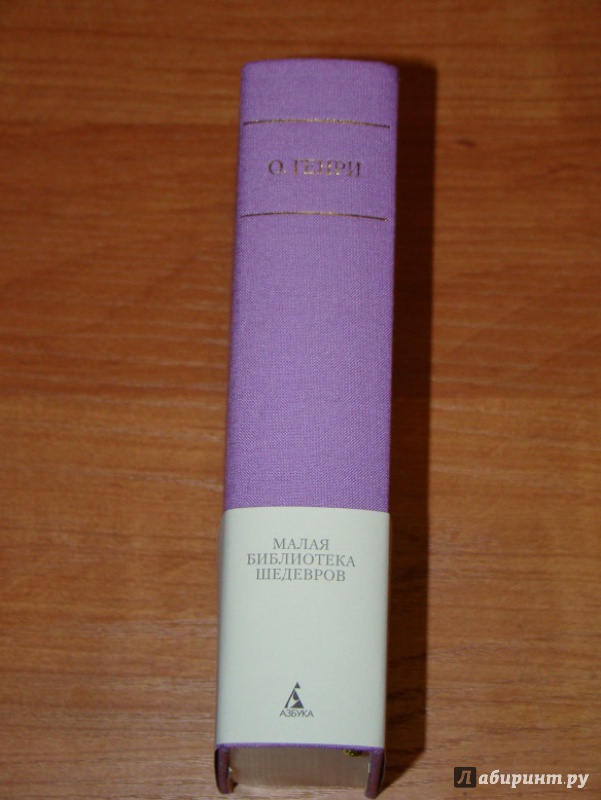 О. ГЕНРИ
МАЛАЯ
БИБЛИОТЕКА
ШЕДЕВРОВ
АЗБУКА
Лабиринт.ру